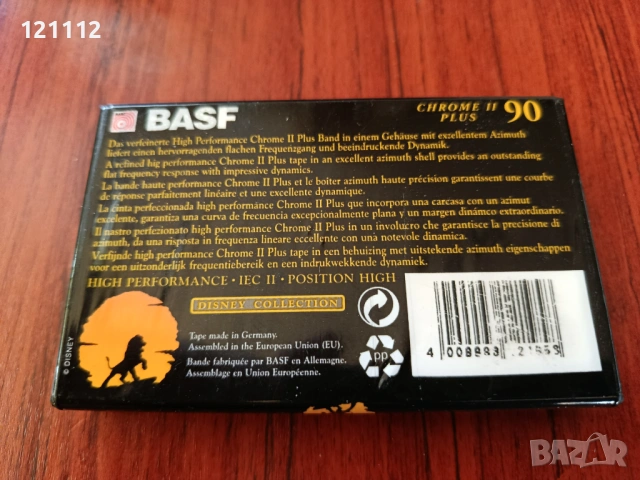 121112
BASF
CHROME II
PLUS
90
Das verfeinerte High Performance Chrome II Plus Band in einem Gehäuse mit exzellentem Azimuth
liefert einen hervorragenden flachen Frequenzgang und beeindruckende Dynamik.
A refined hig performance Chrome II Plus tape in an excellent azimuth shell provides an outstanding
flat frequency response with impressive dynamics.
La bande haute performance Chrome II Plus et le boitier azimuth haute précision garantissent une courbe
de réponse parfaitement linéaire et une excellente dynamique.
La cinta perfeccionada high performance Chrome II Plus que incorpora una carcasa con un azimut
excelente, garantiza una curva de frecuencia excepcionalmente plana y un margen dinámco extraordinario.
Il nastro perfezionato high performance Chrome II Plus in un involucro che garantisce la precisione di
azimuth, da una risposta in frequenza lineare eccellente con una notevole dinamica.
Verfijnde high performance Chrome II Plus tape in een behuizing met uitstekende azimuth eigenschappen
voor een uitzonderlijk frequentiebereik en een indrukwekkende dynamiek.
HIGH PERFORMANCE · IEC II · POSITION HIGH
DISNEY COLLECTION
Tape made in Germany.
Assembled in the European Union (EU).
Bande fabriquée par BASF en Allemagne.
Assemblage en Union Européenne.
© DISNEY
PP
4 008883
BAZAR